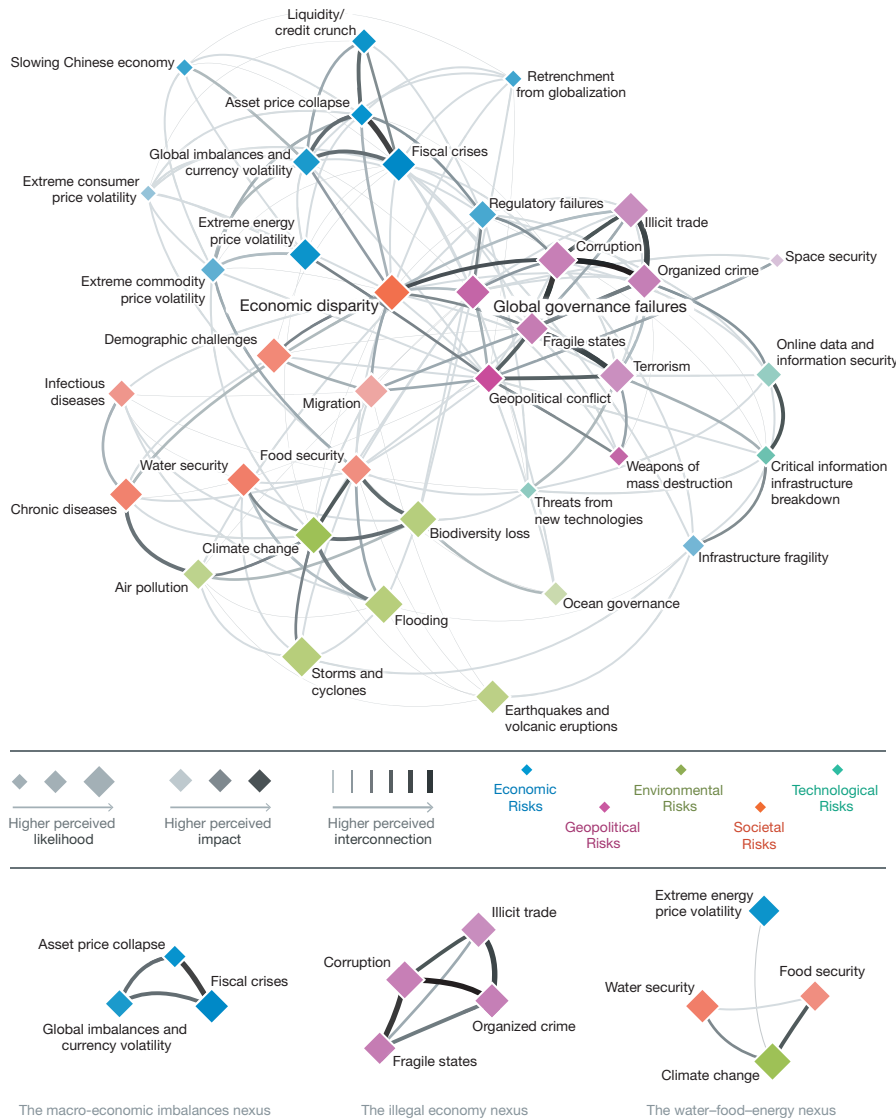 Liquidity/
credit crunch
Slowing Chinese economy
Retrenchment
from globalization
Asset price collapse
Global imbalances and
currency volatility
Fiscal crises
Extreme consumer
price volatility
Regulatory failures
Illicit trade
Extreme energy
price volatility
Corruption
Organized crime
Space security
Extreme commodity
price volatility
Economic disparity
Global governance failures
Fragile states
Demographic challenges
Online data and
information security
Infectious
diseases
Migration
Geopolitical conflict
Terrorism
Water security
Food security
Weapons of
mass destruction
Critical information
infrastructure
breakdown
Chronic diseases
Threats from
new technologies
Climate change
Biodiversity loss
Infrastructure fragility
Air pollution
Flooding
Ocean governance
Storms and
cyclones
Earthquakes and
volcanic eruptions
Higher perceived
likelihood
Higher perceived
impact
Higher perceived
interconnection
Economic
Risks
Geopolitical
Risks
Environmental
Risks
Societal
Risks
Technological
Risks
Asset price collapse
Fiscal crises
Global imbalances and
currency volatility
The macro-economic imbalances nexus
Illicit trade
Corruption
Organized crime
Fragile states
The illegal economy nexus
Extreme energy
price volatility
Food security
Water security
Climate change
The water–food–energy nexus